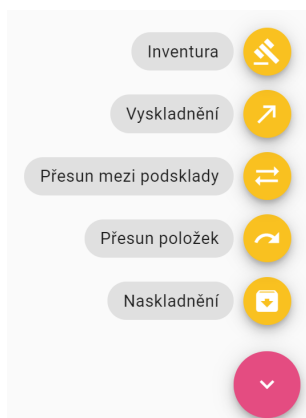 Inventura
Vyskladnění
Přesun mezi podsklady
Přesun položek
Naskladnění